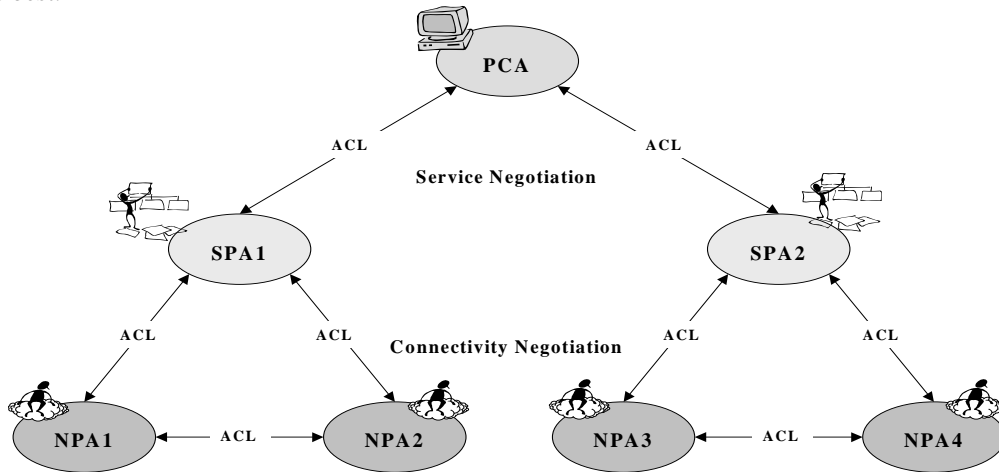 PCA
ACL ACL
Service Negotiation
SPA1 SPA2
ACL ACL ACL ACL
Connectivity Negotiation
NPA1 ACL NPA2 NPA3 ACL NPA4